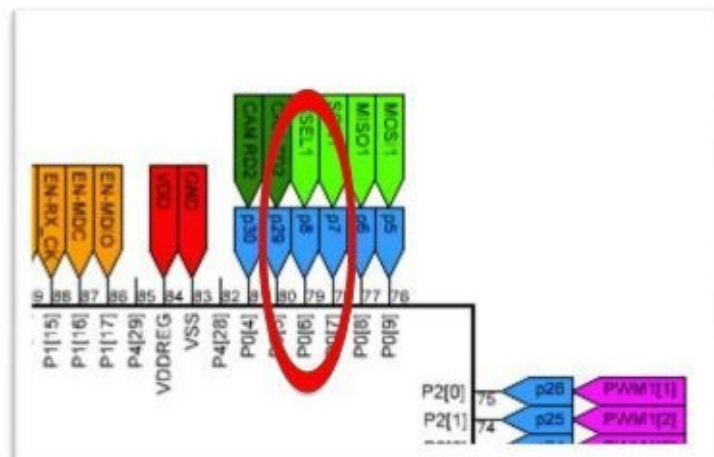 CAN RD2
SSEL1
MISO1
MOSI1
EN-RX_CK
EN-MDC
EN-MDIO
VDD
GND
p30
p29
p8
p7
p6
p5
88
87
86
85
84
83
82
80
79
77
76
P1[15]
P1[16]
P1[17]
P4[29]
VDDREG
VSS
P4[28]
P0[4]
P0[6]
P0[7]
P0[8]
P0[9]
P2[0]
75
p26
PWM1[1]
P2[1]
74
p25
PWM1[2]